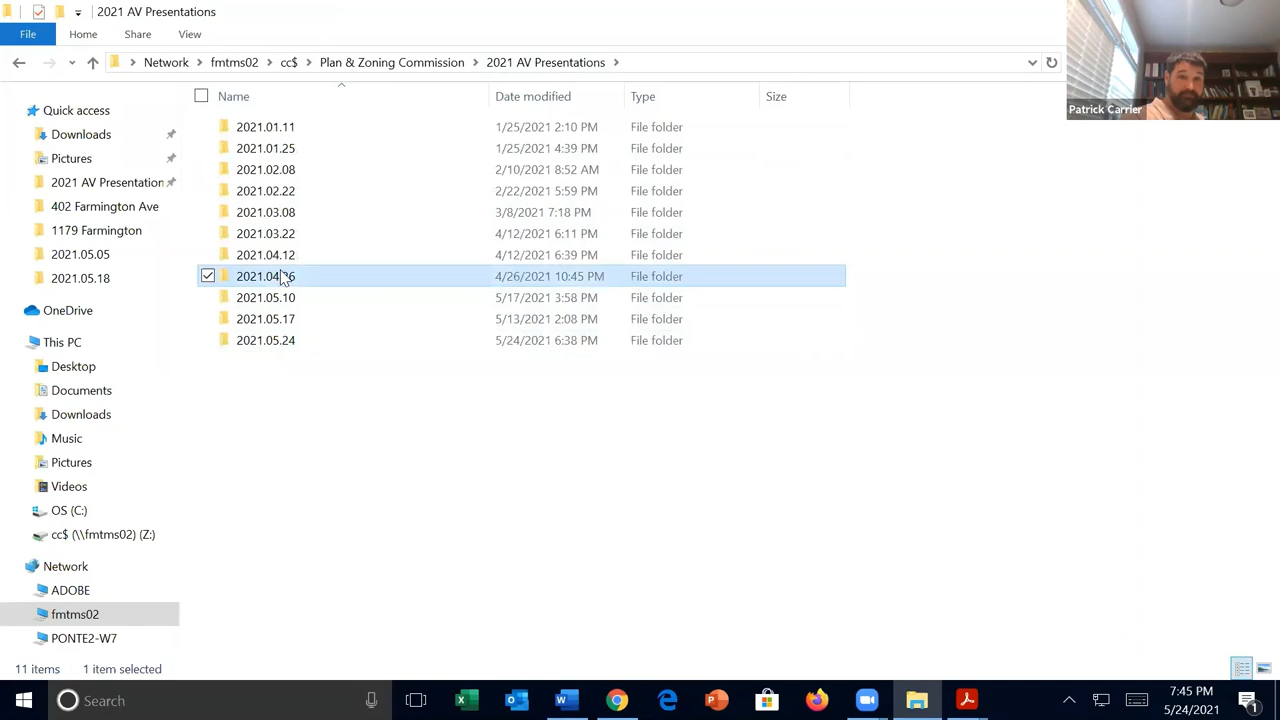 2021 AV Presentations
File Home Share View
Network fmtms02 cc$ Plan & Zoning Commission 2021 AV Presentations
Patrick Carrier
Name Date modified Type Size
Quick access
Downloads
Pictures
2021 AV Presentation
402 Farmington Ave
1179 Farmington
2021.05.05
2021.05.18
OneDrive
This PC
Desktop
Documents
Downloads
Music
Pictures
Videos
OS (C:)
cc$ (\\fmtms02) (Z:)
Network
ADOBE
fmtms02
PONTE2-W7
2021.01.11 1/25/2021 2:10 PM File folder
2021.01.25 1/25/2021 4:39 PM File folder
2021.02.08 2/10/2021 8:52 AM File folder
2021.02.22 2/22/2021 5:59 PM File folder
2021.03.08 3/8/2021 7:18 PM File folder
2021.03.22 4/12/2021 6:11 PM File folder
2021.04.12 4/12/2021 6:39 PM File folder
2021.04.26 4/26/2021 10:45 PM File folder
2021.05.10 5/17/2021 3:58 PM File folder
2021.05.17 5/13/2021 2:08 PM File folder
2021.05.24 5/24/2021 6:38 PM File folder
11 items 1 item selected
Search
7:45 PM
5/24/2021
1